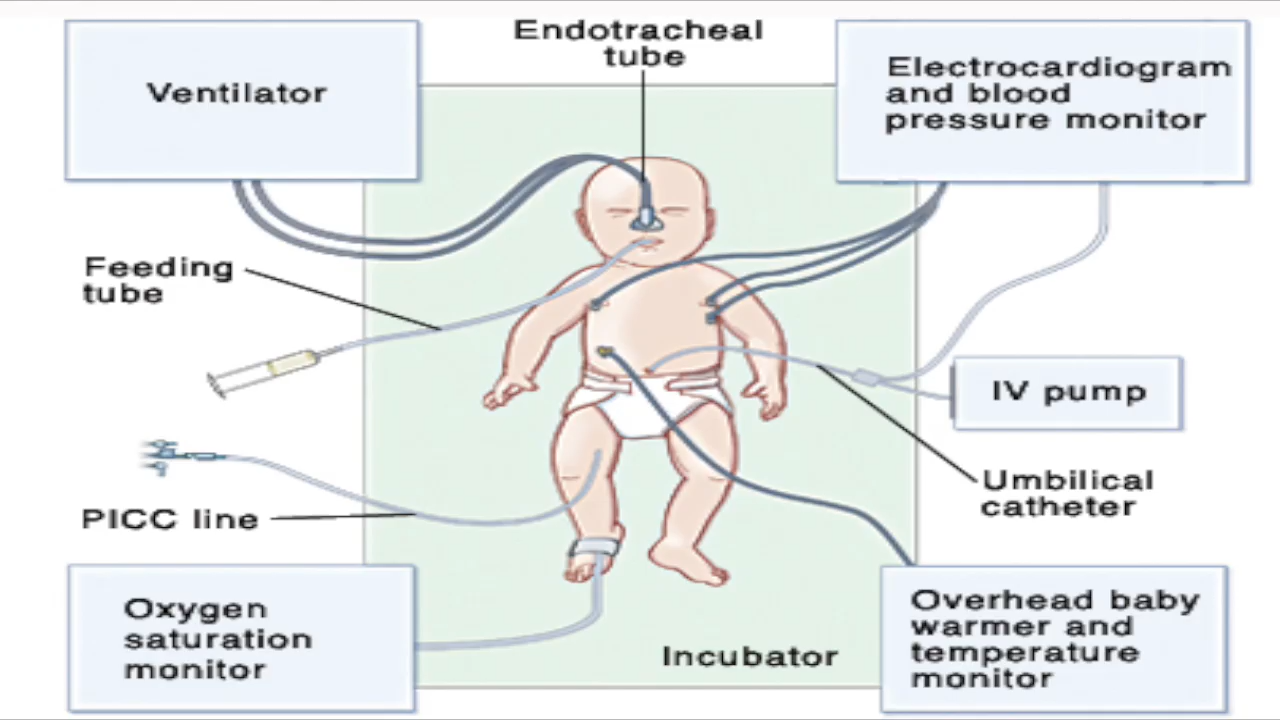 Endotracheal
tube
Ventilator
Electrocardiogram
and blood
pressure monitor
Feeding
tube
IV pump
Umbilical
catheter
PICC line
Oxygen
saturation
monitor
Incubator
Overhead baby
warmer and
temperature
monitor